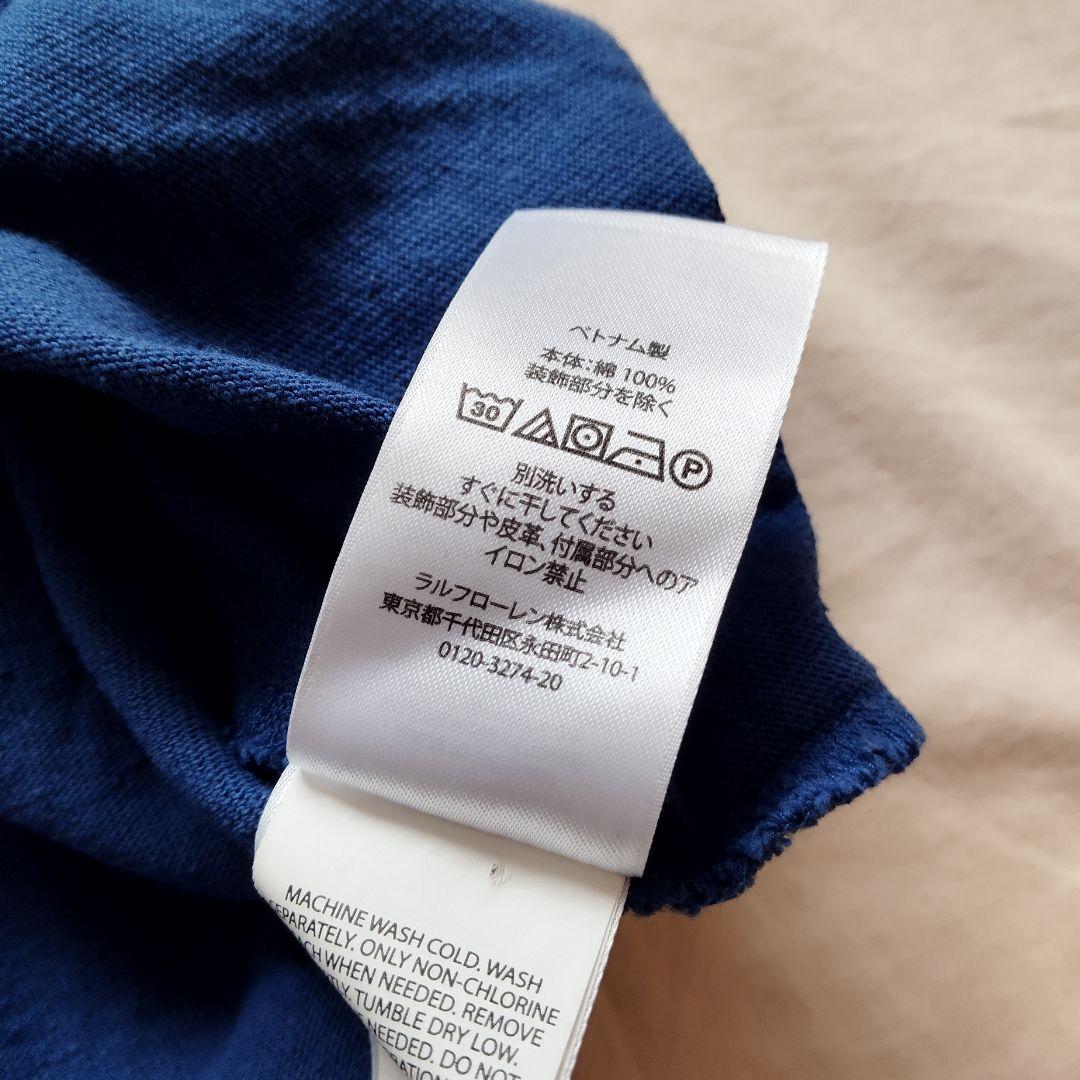 ベトナム製
本体:綿 100%
装飾部分を除く
30 P
別洗いする
すぐに干してください
装飾部分や皮革、付属部分へのア
イロン禁止
ラルフローレン株式会社
東京都千代田区永田町2-10-1
0120-3274-20
MACHINE WASH COLD. WASH
SEPARATELY. ONLY NON-CHLORINE
WHEN NEEDED. REMOVE
TUMBLE DRY LOW.
NEEDED. DO NOT